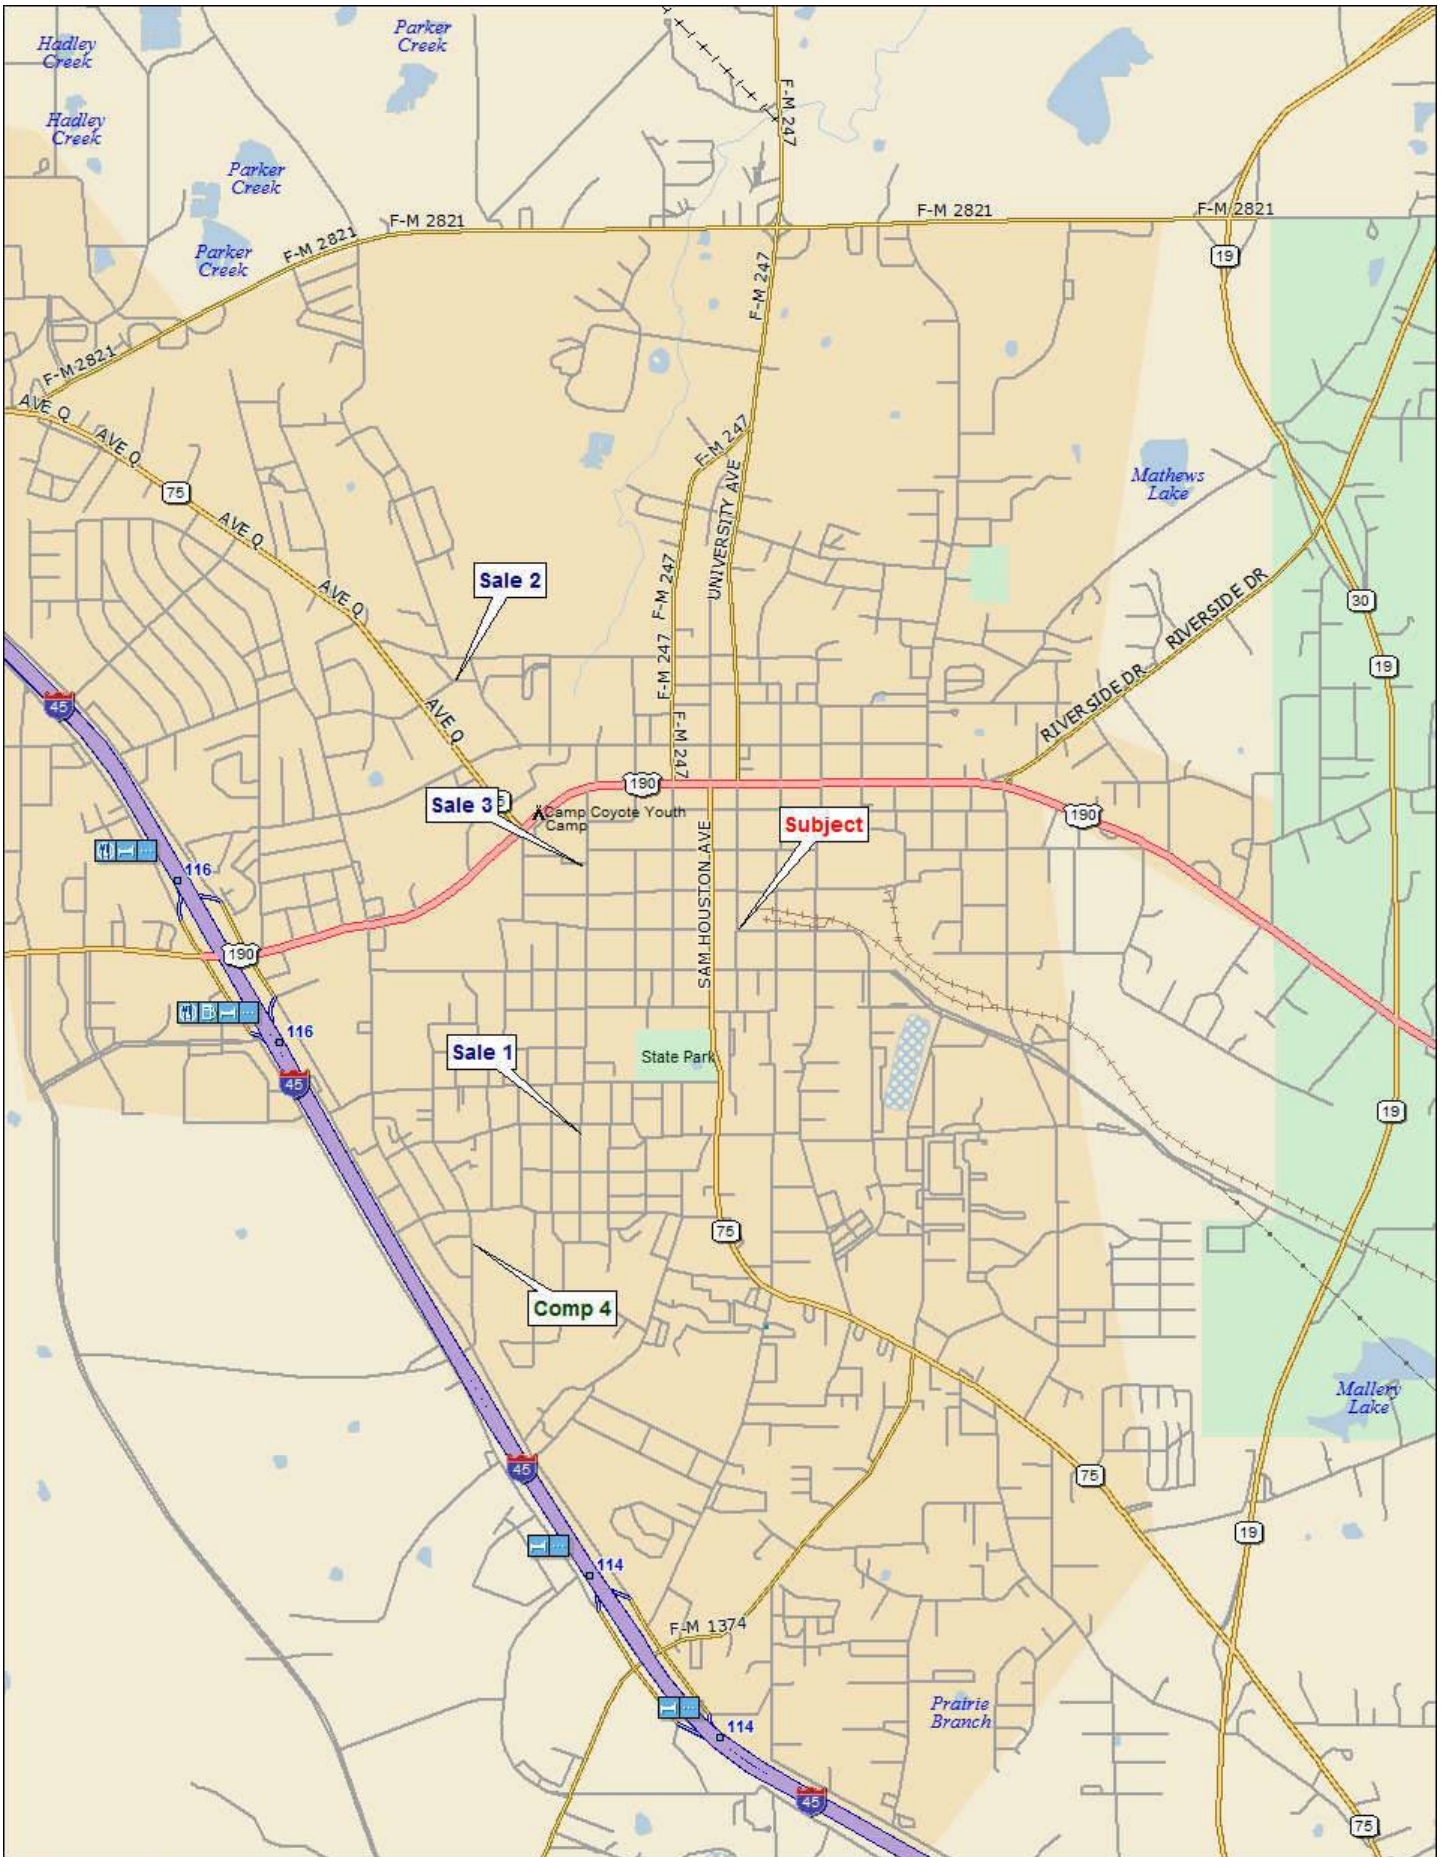 Hadley
Creek
Parker
Creek
F-M 247
Hadley
Creek
Parker
Creek
Parker
Creek
F-M 2821
F-M 2821
F-M 2821
F-M 2821
19
F-M 247
F-M 2821
AVE Q
AVE Q
F-M 247
75
UNIVERSITY AVE
Mathews
Lake
AVE Q
Sale 2
AVE Q
F-M 247
RIVERSIDE DR
30
F-M 247
19
45
AVE Q
F-M 247
RIVERSIDE DR
190
Sale 3
5
Camp Coyote Youth
Camp
Subject
190
116
SAM HOUSTON AVE
190
116
Sale 1
State Park
45
19
75
Comp 4
Mallery
Lake
45
75
19
114
F-M 1374
Prairie
Branch
114
45
75